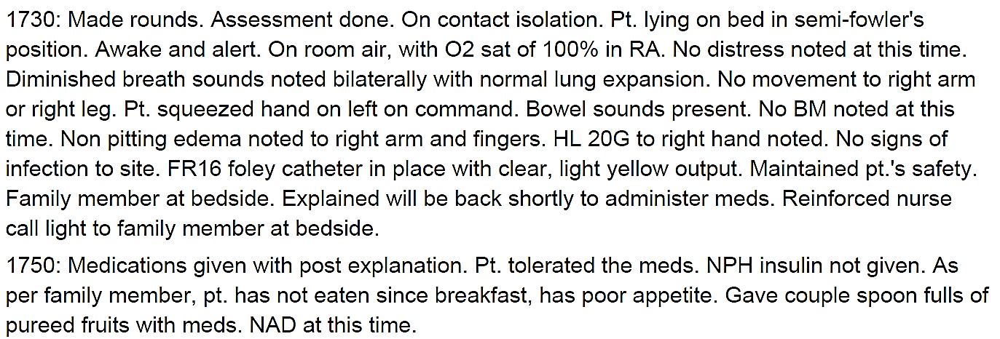 1730: Made rounds. Assessment done. On contact isolation. Pt. lying on bed in semi-fowler's
position. Awake and alert. On room air, with O2 sat of 100% in RA. No distress noted at this time.
Diminished breath sounds noted bilaterally with normal lung expansion. No movement to right arm
or right leg. Pt. squeezed hand on left on command. Bowel sounds present. No BM noted at this
time. Non pitting edema noted to right arm and fingers. HL 20G to right hand noted. No signs of
infection to site. FR16 foley catheter in place with clear, light yellow output. Maintained pt.'s safety.
Family member at bedside. Explained will be back shortly to administer meds. Reinforced nurse
call light to family member at bedside.
1750: Medications given with post explanation. Pt. tolerated the meds. NPH insulin not given. As
per family member, pt. has not eaten since breakfast, has poor appetite. Gave couple spoon fulls of
pureed fruits with meds. NAD at this time.